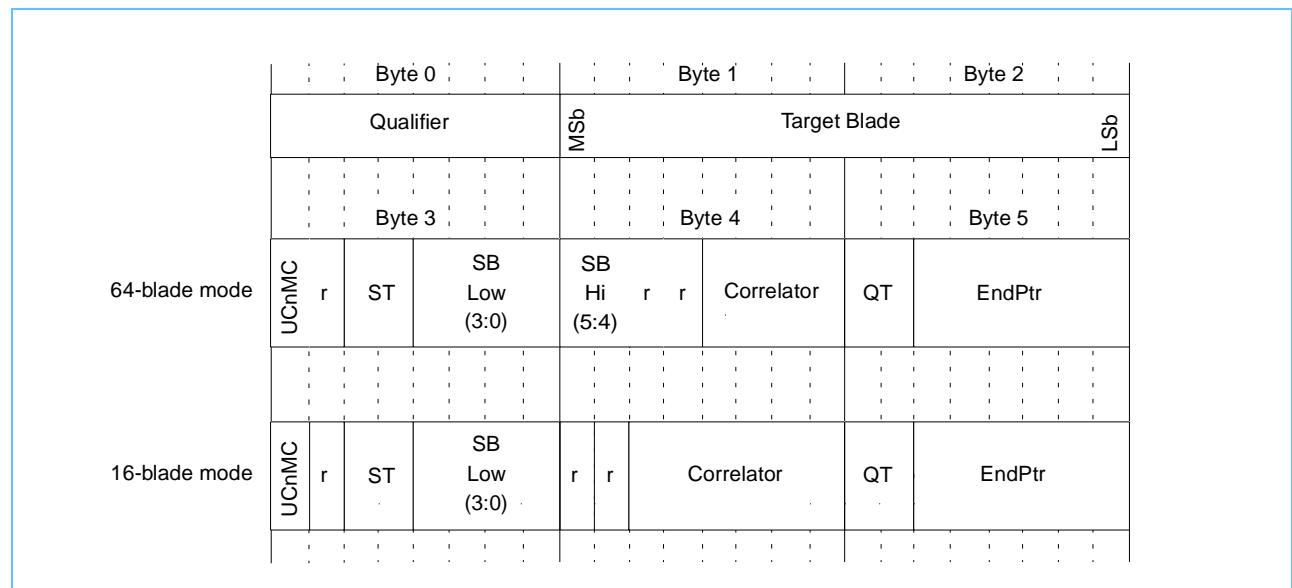 Byte 0 Byte 1 Byte 2
Qualifier MSb Target Blade LSb
Byte 3 Byte 4 Byte 5
64-blade mode UCnMC r ST SB Low (3:0) SB Hi (5:4) r r Correlator QT EndPtr
16-blade mode UCnMC r ST SB Low (3:0) r r Correlator QT EndPtr